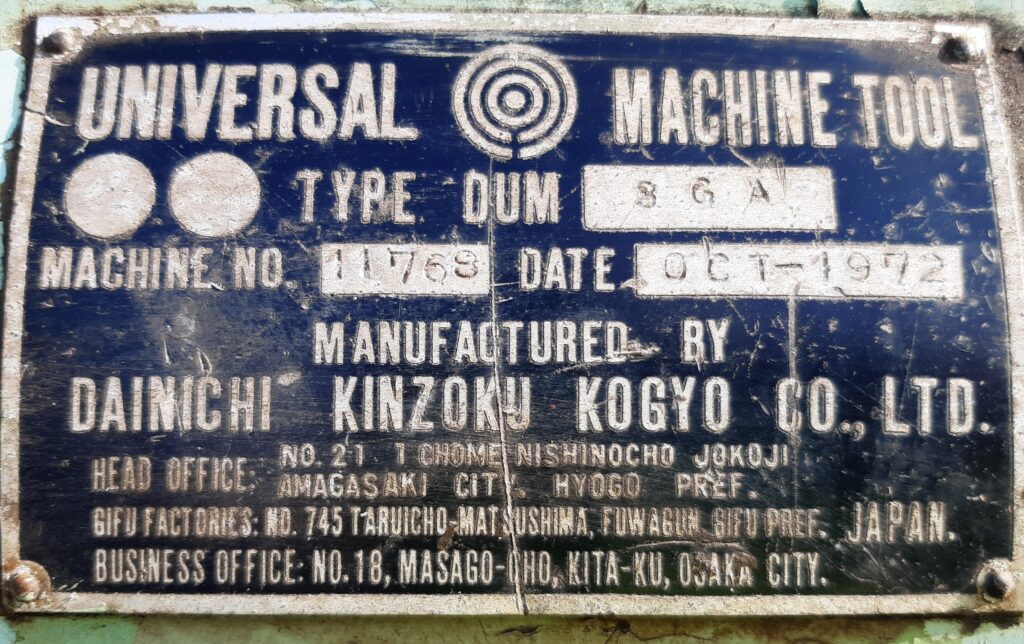 UNIVERSAL MACHINE TOOL
TYPE DUM S G A
MACHINE NO. 11768 DATE OCT-1972
MANUFACTURED BY
DAINICHI KINZOKU KOGYO CO., LTD.
HEAD OFFICE: NO. 21 1 CHOME NISHINOCHO JOKOJI
AMAGASAKI CITY. HYOGO PREF.
GIFU FACTORIES: NO. 745 TARUICHO-MATSUSHIMA, FUWAGUN, GIFU PREF. JAPAN.
BUSINESS OFFICE: NO. 18, MASAGO-CHO, KITA-KU, OSAKA CITY.